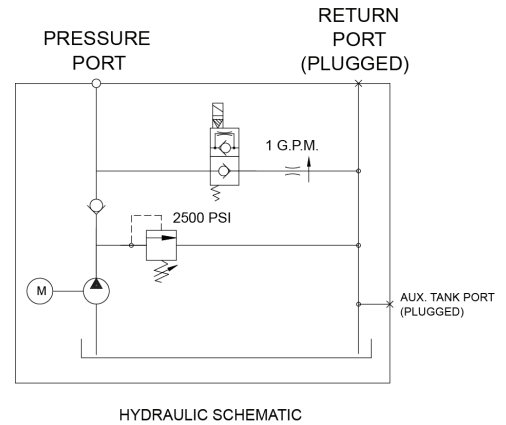 PRESSURE
PORT
RETURN
PORT
(PLUGGED)
1 G.P.M.
2500 PSI
M
AUX. TANK PORT
(PLUGGED)
HYDRAULIC SCHEMATIC